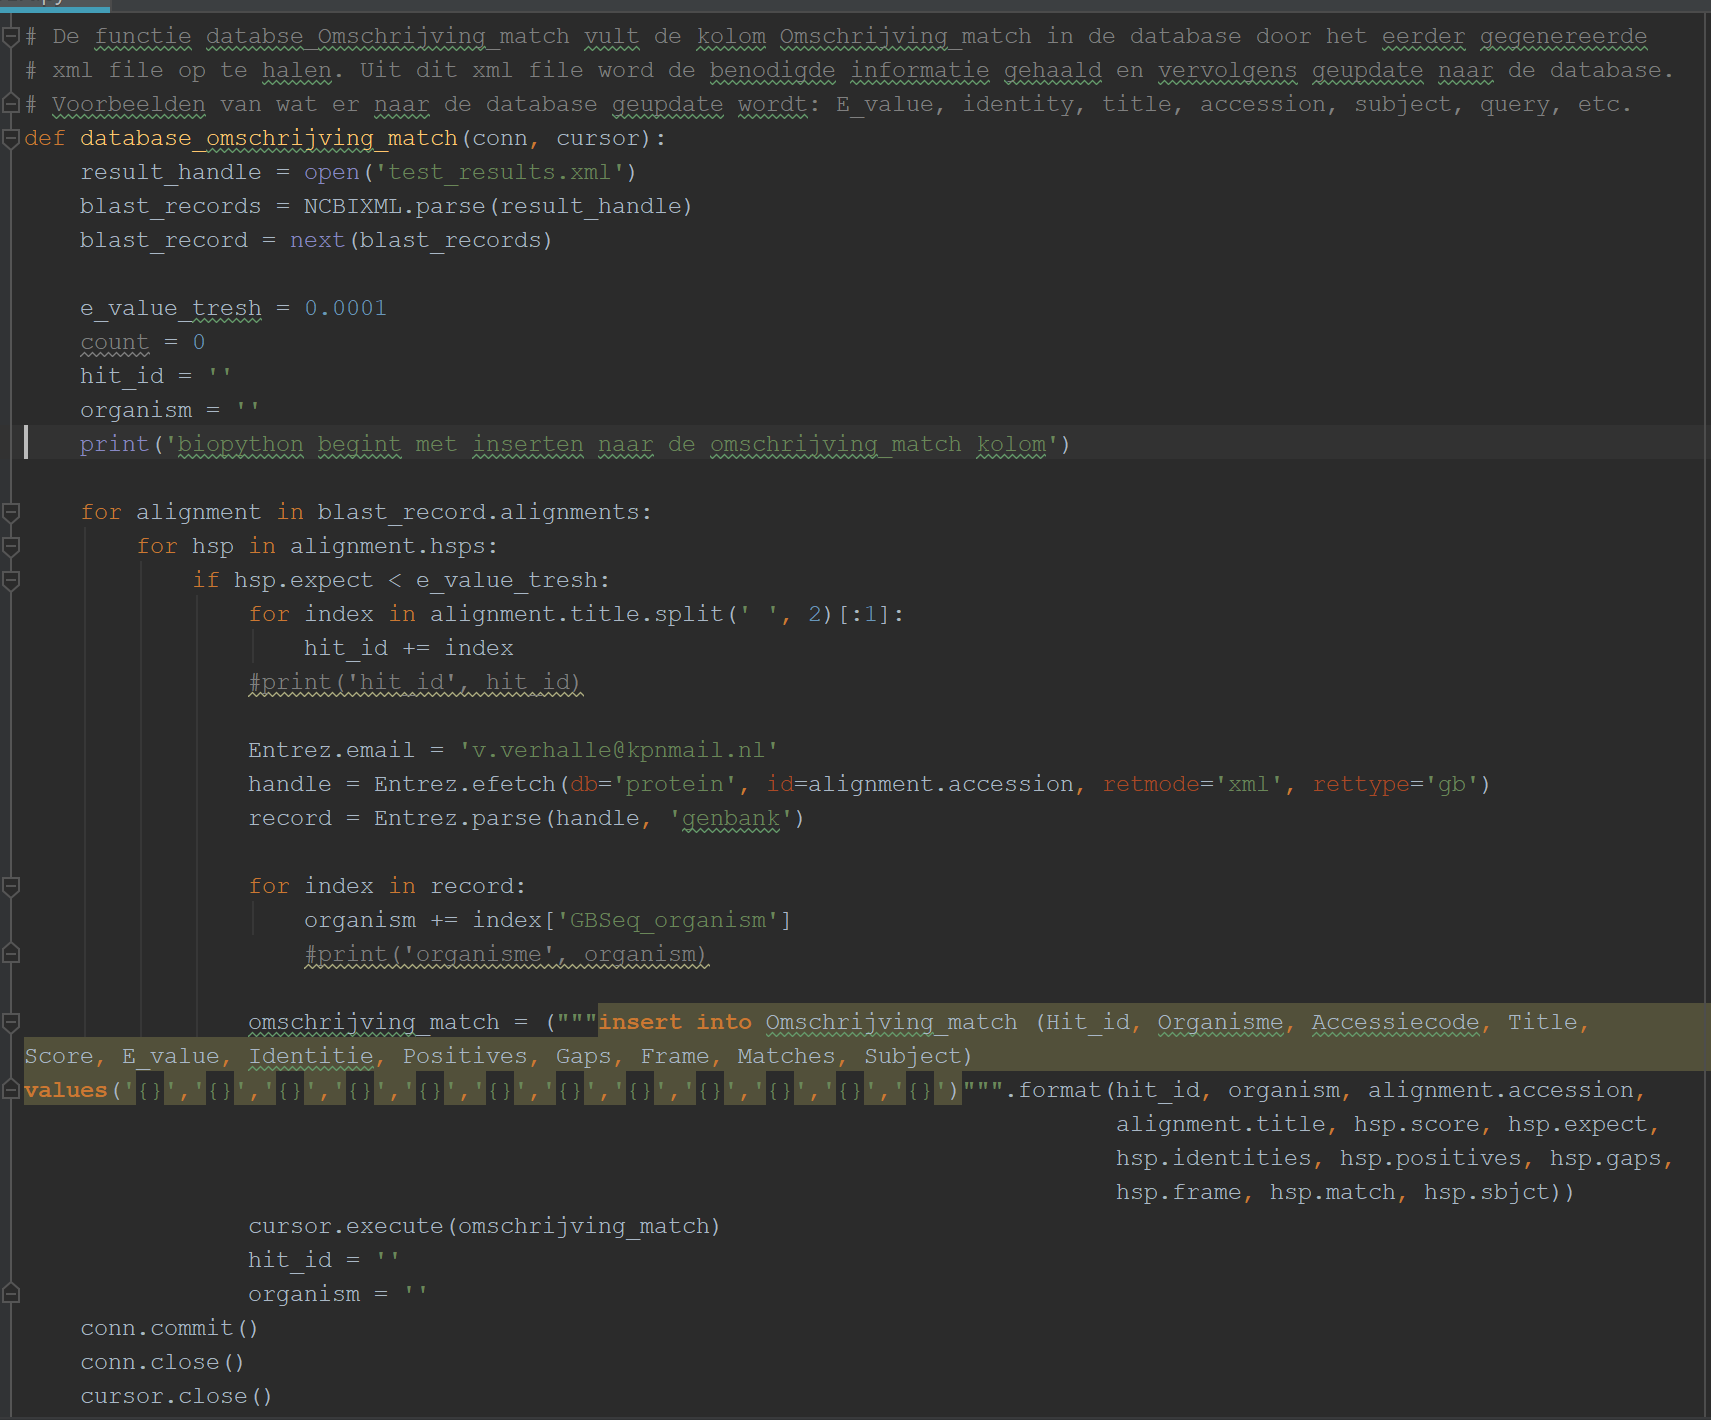 # De functie databse_Omschrijving_match vult de kolom Omschrijving_match in de database door het eerder gegenereerde
# xml file op te halen. Uit dit xml file word de benodigde informatie gehaald en vervolgens geupdate naar de database.
# Voorbeelden van wat er naar de database geupdate wordt: E_value, identity, title, accession, subject, query, etc.
def database_omschrijving_match(conn, cursor):
    result_handle = open('test_results.xml')
    blast_records = NCBIXML.parse(result_handle)
    blast_record = next(blast_records)

    e_value_tresh = 0.0001
    count = 0
    hit_id = ''
    organism = ''
    print('biopython begint met inserten naar de omschrijving_match kolom')

    for alignment in blast_record.alignments:
        for hsp in alignment.hsps:
            if hsp.expect < e_value_tresh:
                for index in alignment.title.split(' ', 2)[:1]:
                    hit_id += index
                #print('hit_id', hit_id)

                Entrez.email = 'v.verhalle@kpnmail.nl'
                handle = Entrez.efetch(db='protein', id=alignment.accession, retmode='xml', rettype='gb')
                record = Entrez.parse(handle, 'genbank')

                for index in record:
                    organism += index['GBSeq_organism']
                    #print('organisme', organism)

                omschrijving_match = ("""insert into Omschrijving_match (Hit_id, Organisme, Accessiecode, Title,
Score, E_value, Identitie, Positives, Gaps, Frame, Matches, Subject)
values('{}','{}','{}','{}','{}','{}','{}','{}','{}','{}','{}','{}')""".format(hit_id, organism, alignment.accession,
                                                                              alignment.title, hsp.score, hsp.expect,
                                                                              hsp.identities, hsp.positives, hsp.gaps,
                                                                              hsp.frame, hsp.match, hsp.sbjct))
                cursor.execute(omschrijving_match)
                hit_id = ''
                organism = ''
    conn.commit()
    conn.close()
    cursor.close()